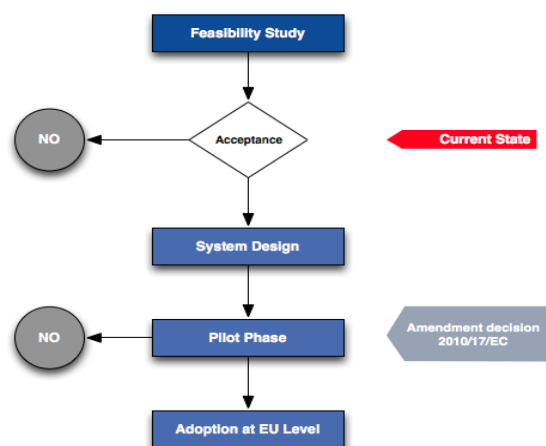 Feasibility Study
NO
Acceptance
Current State
System Design
NO
Pilot Phase
Amendment decision
2010/17/EC
Adoption at EU Level